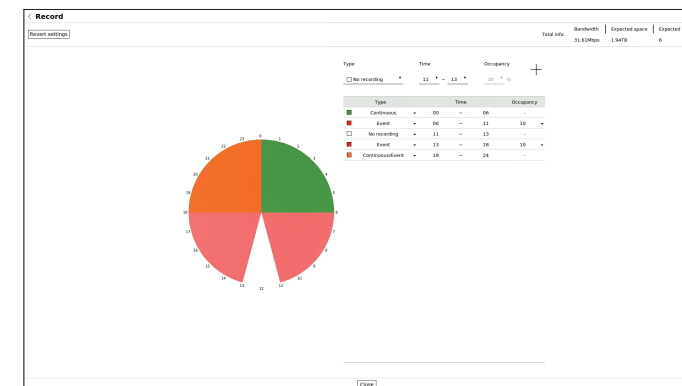 < Record
Revert settings
Total info.
Bandwidth
Expected space
Expected
31.61Mbps
1.94TB
6
Type
Time
Occupancy
No recording
11 – 13
10 %
Type Time Occupancy
Continuous 00 – 06 -
Event 06 – 11 10
No recording 11 – 13 -
Event 13 – 18 10
Continuous/Event 18 – 24 -
0
1
2
3
4
5
6
7
8
9
10
11
12
13
14
15
16
17
18
19
20
21
22
23
Close